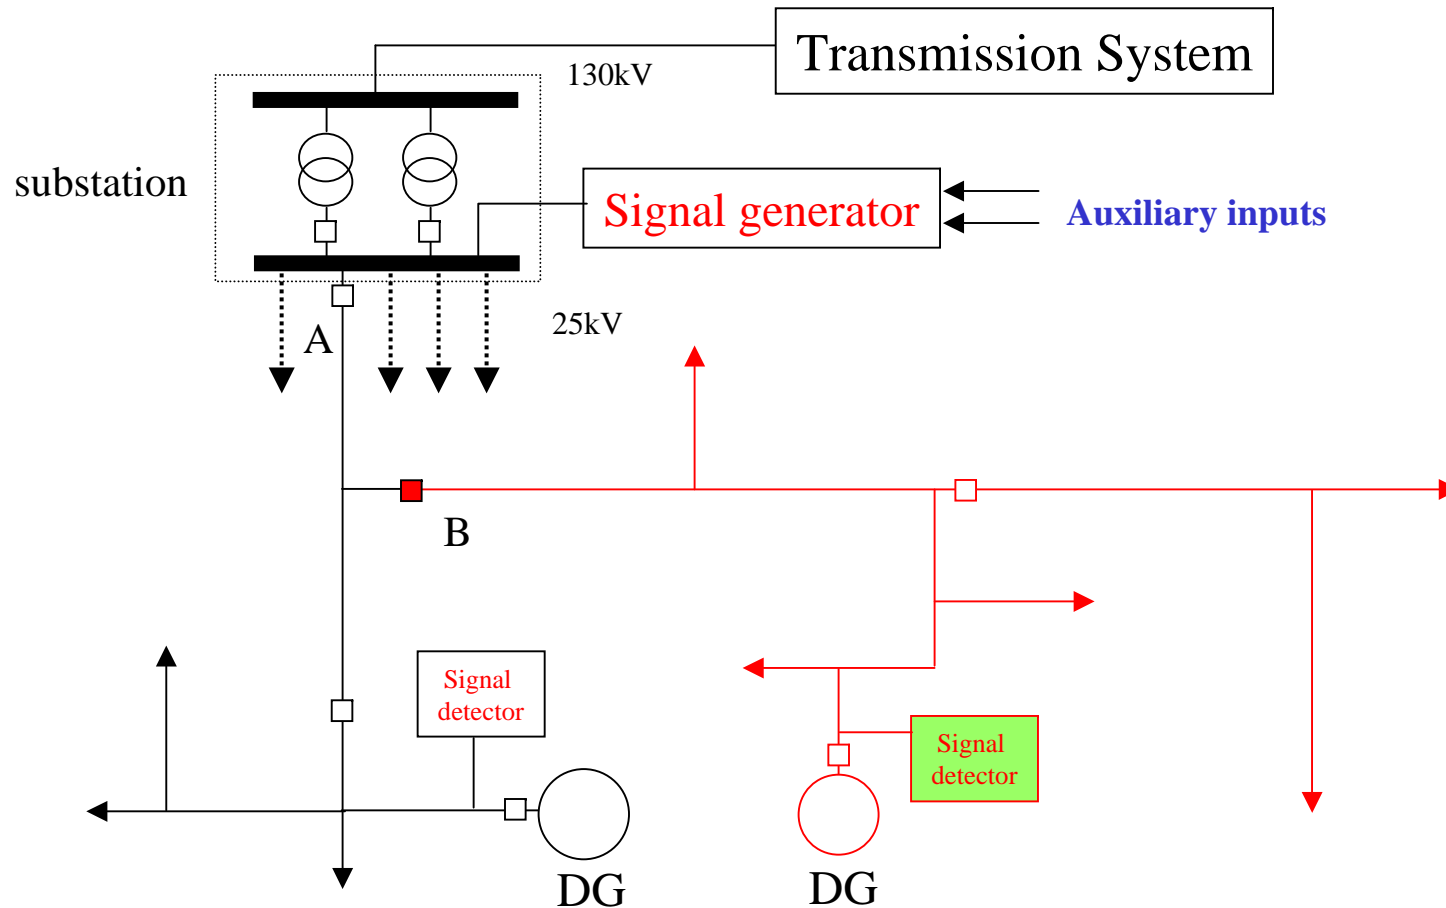 Transmission System
130kV
substation
Signal generator
Auxiliary inputs
25kV
A
B
Signal
detector
Signal
detector
DG
DG